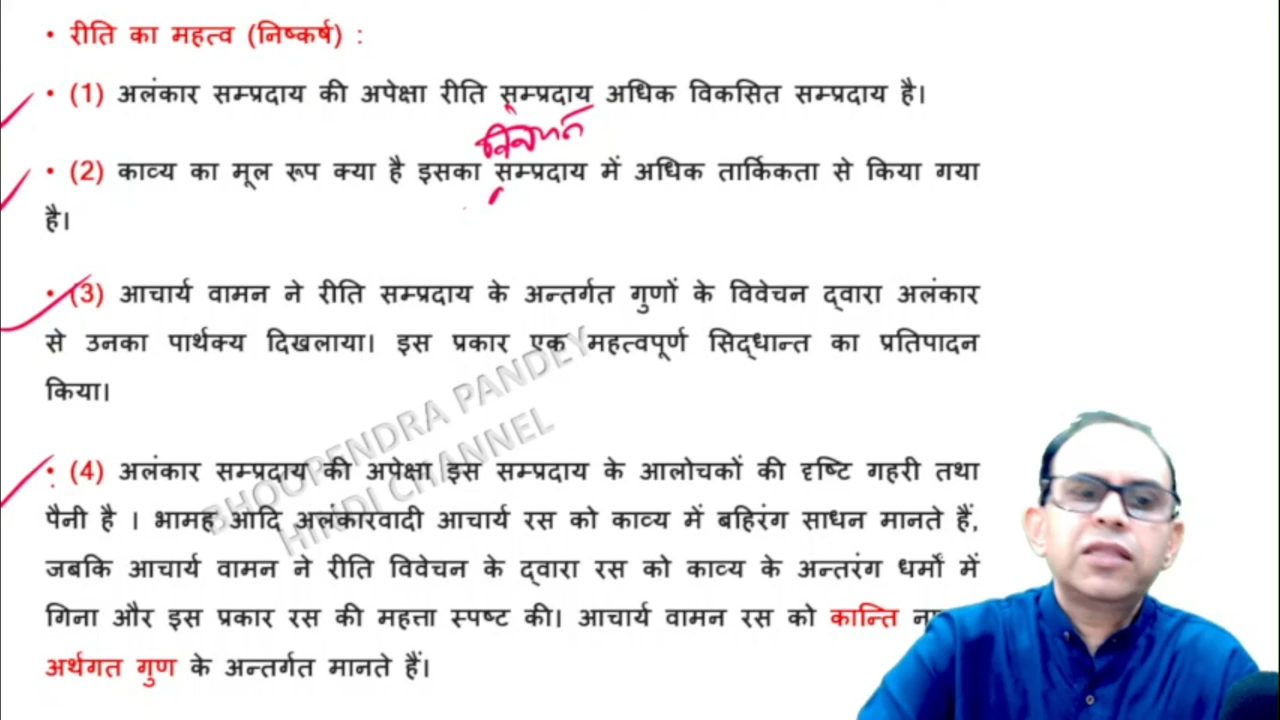 • रीति का महत्व (निष्कर्ष) :
• (1) अलंकार सम्प्रदाय की अपेक्षा रीति सम्प्रदाय अधिक विकसित सम्प्रदाय है।
• (2) काव्य का मूल रूप क्या है इसका सम्प्रदाय में अधिक तार्किकता से किया गया
है।
• (3) आचार्य वामन ने रीति सम्प्रदाय के अन्तर्गत गुणों के विवेचन द्वारा अलंकार
से उनका पार्थक्य दिखलाया। इस प्रकार एक महत्वपूर्ण सिद्धान्त का प्रतिपादन
किया।
• (4) अलंकार सम्प्रदाय की अपेक्षा इस सम्प्रदाय के आलोचकों की दृष्टि गहरी तथा
पैनी है । भामह आदि अलंकारवादी आचार्य रस को काव्य में बहिरंग साधन मानते हैं,
जबकि आचार्य वामन ने रीति विवेचन के द्वारा रस को काव्य के अन्तरंग धर्मों में
गिना और इस प्रकार रस की महत्ता स्पष्ट की। आचार्य वामन रस को कान्ति
अर्थगत गुण के अन्तर्गत मानते हैं।
BHOOPENDRA PANDEY
HINDI CHANNEL